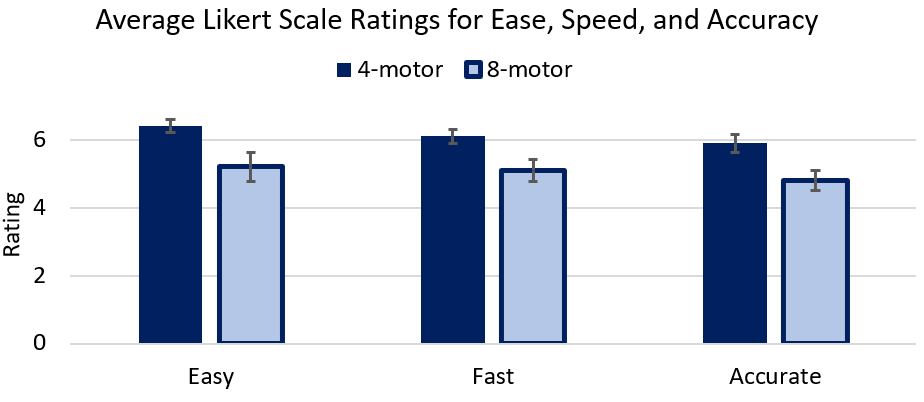 Average Likert Scale Ratings for Ease, Speed, and Accuracy
4-motor 8-motor
6
4
2
0
Rating
Easy Fast Accurate